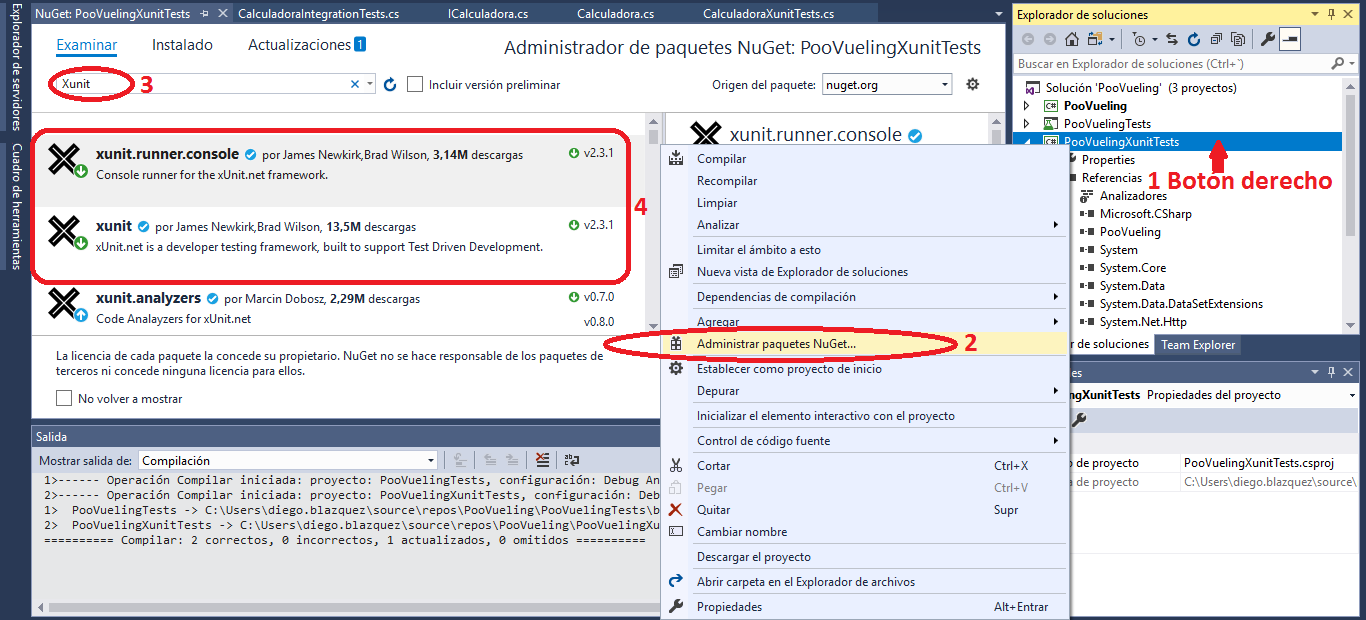 Explorador de servidores
Cuadro de herramientas
NuGet: PooVuelingXunitTests
CalculadoraIntegrationTests.cs
ICalculadora.cs
Calculadora.cs
CalculadoraXunitTests.cs
Examinar
Instalado
Actualizaciones 1
Administrador de paquetes NuGet: PooVuelingXunitTests
Xunit
3
Incluir versión preliminar
Origen del paquete:
nuget.org
xunit.runner.console por James Newkirk,Brad Wilson, 3,14M descargas
v2.3.1
Console runner for the xUnit.net framework.
xunit por James Newkirk,Brad Wilson, 13,5M descargas
v2.3.1
xUnit.net is a developer testing framework, built to support Test Driven Development.
4
xunit.analyzers por Marcin Dobosz, 2,29M descargas
v0.7.0
Code Analayzers for xUnit.net
v0.8.0
xunit.runner.console
La licencia de cada paquete la concede su propietario. NuGet no se hace responsable de los paquetes de
terceros ni concede ninguna licencia para ellos.
No volver a mostrar
Salida
Mostrar salida de: Compilación
1>------ Operación Compilar iniciada: proyecto: PooVuelingTests, configuración: Debug An
2>------ Operación Compilar iniciada: proyecto: PooVuelingXunitTests, configuración: Deb
1>  PooVuelingTests -> C:\Users\diego.blazquez\source\repos\PooVueling\PooVuelingTests\b
2>  PooVuelingXunitTests -> C:\Users\diego.blazquez\source\repos\PooVueling\PooVuelingXu
========== Compilar: 2 correctos, 0 incorrectos, 1 actualizados, 0 omitidos ==========
Compilar
Recompilar
Limpiar
Analizar
Limitar el ámbito a esto
Nueva vista de Explorador de soluciones
Dependencias de compilación
Agregar
Administrar paquetes NuGet...
2
Establecer como proyecto de inicio
Depurar
Inicializar el elemento interactivo con el proyecto
Control de código fuente
Cortar Ctrl+X
Pegar Ctrl+V
Quitar Supr
Cambiar nombre
Descargar el proyecto
Abrir carpeta en el Explorador de archivos
Propiedades Alt+Entrar
Explorador de soluciones
Buscar en Explorador de soluciones (Ctrl+¨)
Solución 'PooVueling' (3 proyectos)
C# PooVueling
PooVuelingTests
C# PooVuelingXunitTests
Properties
Referencias
1 Botón derecho
Analizadores
Microsoft.CSharp
PooVueling
System
System.Core
System.Data
System.Data.DataSetExtensions
System.Net.Http
r de soluciones
Team Explorer
es
gXunitTests Propiedades del proyecto
o de proyecto PooVuelingXunitTests.csproj
a de proyecto C:\Users\diego.blazquez\source\